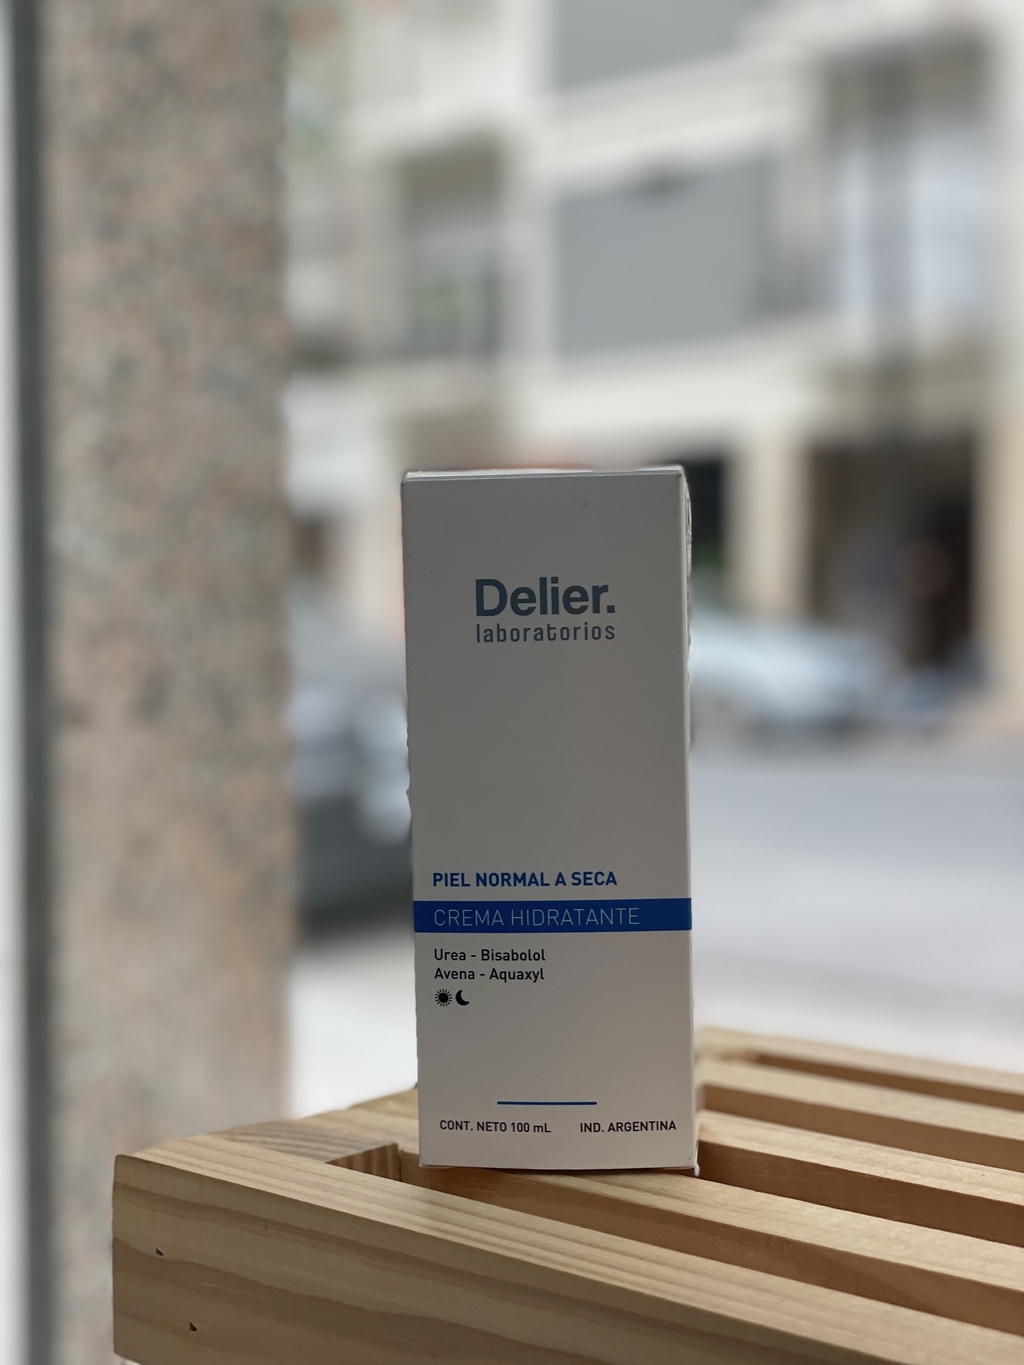 Delier.
laboratorios
PIEL NORMAL A SECA
CREMA HIDRATANTE
Urea - Bisabolol
Avena - Aquaxyl
CONT. NETO 100 mL IND. ARGENTINA